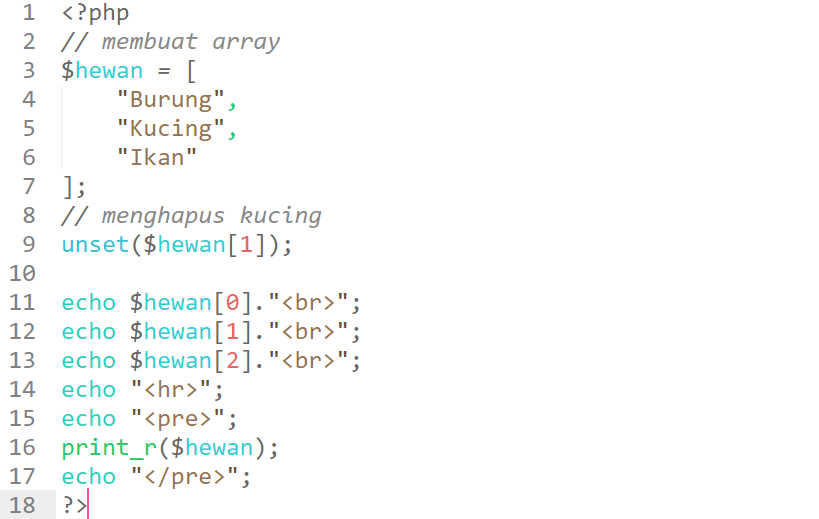 1 <?php
2 // membuat array
3 $hewan = [
4     "Burung",
5     "Kucing",
6     "Ikan"
7 ];
8 // menghapus kucing
9 unset($hewan[1]);
10
11 echo $hewan[0]."<br>";
12 echo $hewan[1]."<br>";
13 echo $hewan[2]."<br>";
14 echo "<hr>";
15 echo "<pre>";
16 print_r($hewan);
17 echo "</pre>";
18 ?>